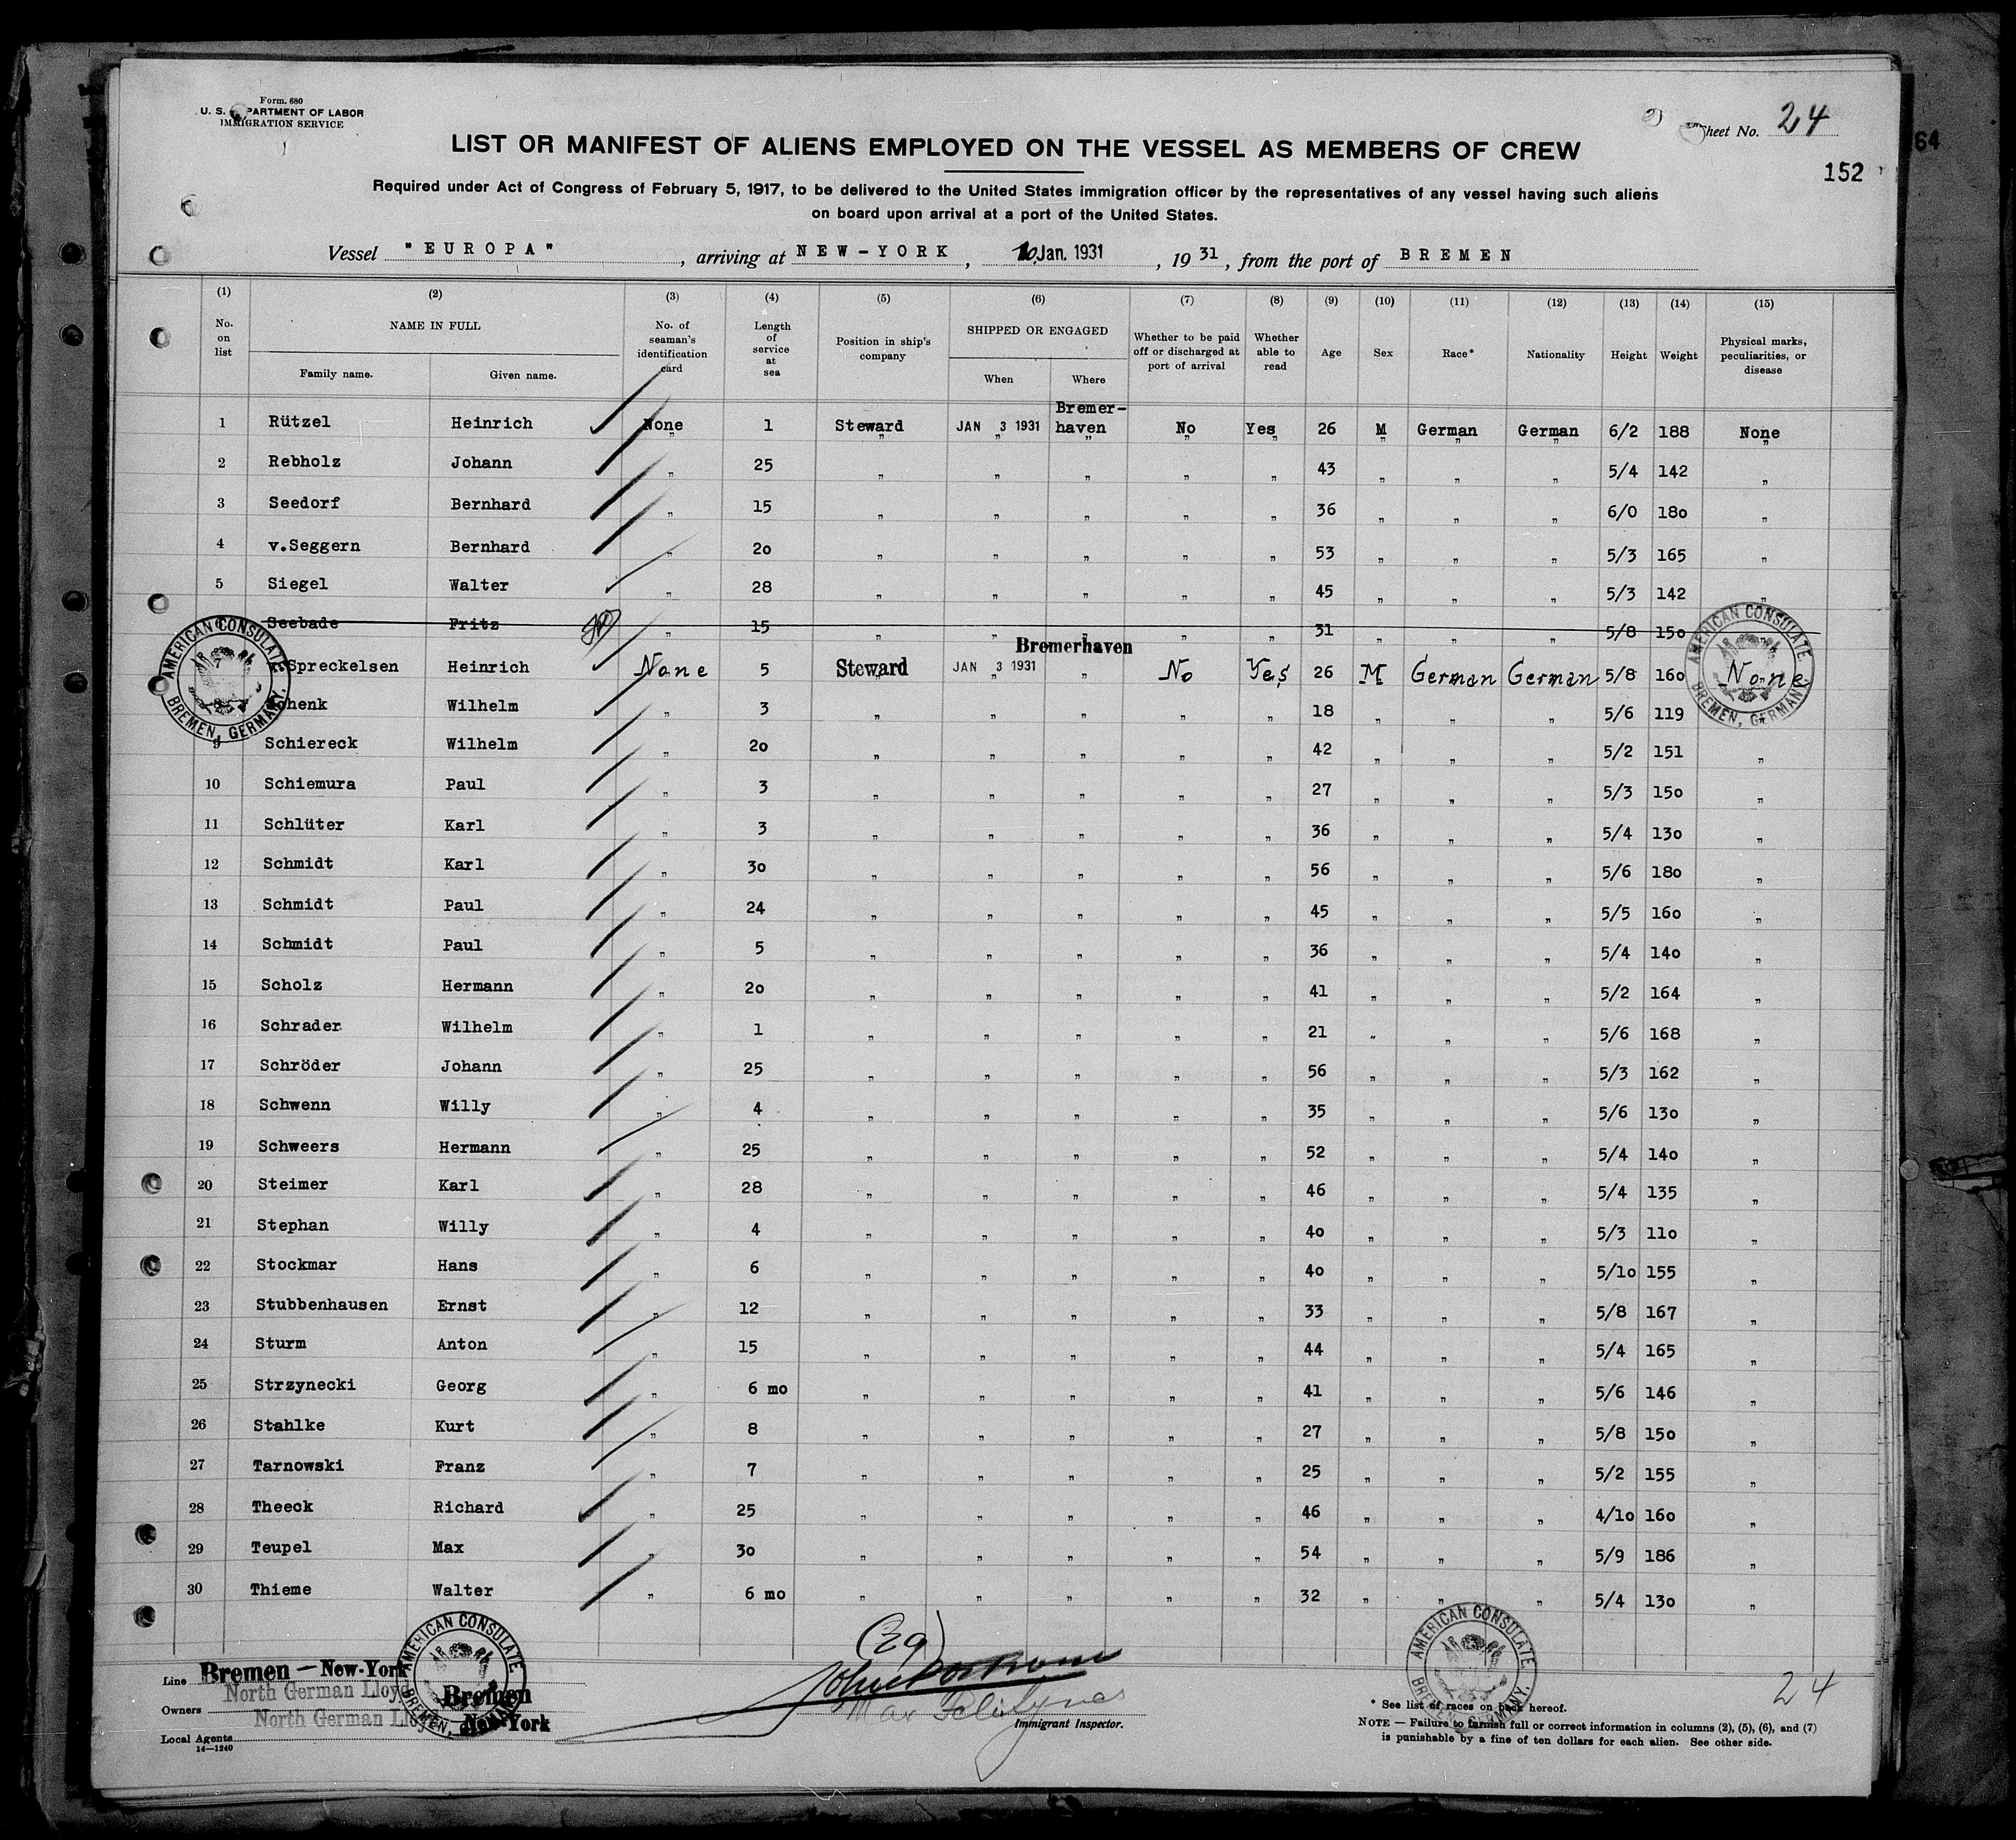 Form. 680
U. S. DEPARTMENT OF LABOR
IMMIGRATION SERVICE
Sheet No. 24
64
LIST OR MANIFEST OF ALIENS EMPLOYED ON THE VESSEL AS MEMBERS OF CREW
152
Required under Act of Congress of February 5, 1917, to be delivered to the United States immigration officer by the representatives of any vessel having such aliens
on board upon arrival at a port of the United States.
Vessel "EUROPA", arriving at NEW-YORK, 10. Jan. 1931, 1931, from the port of BREMEN
(1) (2) (3) (4) (5) (6) (7) (8) (9) (10) (11) (12) (13) (14) (15)
No. on list NAME IN FULL No. of seaman's identification card Length of service at sea Position in ship's company SHIPPED OR ENGAGED Whether to be paid off or discharged at port of arrival Whether able to read Age Sex Race* Nationality Height Weight Physical marks, peculiarities, or disease
Family name. Given name. When Where
1 Rützel Heinrich None 1 Steward JAN 3 1931 Bremer-haven No Yes 26 M German German 6/2 188 None
2 Rebholz Johann " 25 " " " " " 43 " " " 5/4 142 "
3 Seedorf Bernhard " 15 " " " " " 36 " " " 6/0 180 "
4 v.Seggern Bernhard " 20 " " " " " 53 " " " 5/3 165 "
5 Siegel Walter " 28 " " " " " 45 " " " 5/3 142 "
6 Seebade Fritz " 15 " " " " " 31 " " " 5/8 150
7 v.Spreckelsen Heinrich None 5 Steward JAN 3 1931 Bremerhaven No Yes 26 M German German 5/8 160 None
8 Schenk Wilhelm " 3 " " " " " 18 " " " 5/6 119 "
9 Schiereck Wilhelm " 20 " " " " " 42 " " " 5/2 151 "
10 Schiemura Paul " 3 " " " " " 27 " " " 5/3 150 "
11 Schlüter Karl " 3 " " " " " 36 " " " 5/4 130 "
12 Schmidt Karl " 30 " " " " " 56 " " " 5/6 180 "
13 Schmidt Paul " 24 " " " " " 45 " " " 5/5 160 "
14 Schmidt Paul " 5 " " " " " 36 " " " 5/4 140 "
15 Scholz Hermann " 20 " " " " " 41 " " " 5/2 164 "
16 Schrader Wilhelm " 1 " " " " " 21 " " " 5/6 168 "
17 Schröder Johann " 25 " " " " " 56 " " " 5/3 162 "
18 Schwenn Willy " 4 " " " " " 35 " " " 5/6 130 "
19 Schweers Hermann " 25 " " " " " 52 " " " 5/4 140 "
20 Steimer Karl " 28 " " " " " 46 " " " 5/4 135 "
21 Stephan Willy " 4 " " " " " 40 " " " 5/3 110 "
22 Stockmar Hans " 6 " " " " " 40 " " " 5/10 155 "
23 Stubbenhausen Ernst " 12 " " " " " 33 " " " 5/8 167 "
24 Sturm Anton " 15 " " " " " 44 " " " 5/4 165 "
25 Strzynecki Georg " 6 mo " " " " " 41 " " " 5/6 146 "
26 Stahlke Kurt " 8 " " " " " 27 " " " 5/8 150 "
27 Tarnowski Franz " 7 " " " " " 25 " " " 5/2 155 "
28 Theeck Richard " 25 " " " " " 46 " " " 4/10 160 "
29 Teupel Max " 30 " " " " " 54 " " " 5/9 186 "
30 Thieme Walter " 6 mo " " " " " 32 " " " 5/4 130 "
AMERICAN CONSULATE BREMEN, GERMANY.
AMERICAN CONSULATE BREMEN, GERMANY.
AMERICAN CONSULATE BREMEN, GERMANY.
AMERICAN CONSULATE BREMEN, GERMANY.
(29)
Line Bremen — New-York
North German Lloyd Bremen
Owners
North German Lloyd New-York
Local Agents
14—1240
Immigrant Inspector.
24
* See list of races on back hereof.
NOTE — Failure to furnish full or correct information in columns (2), (5), (6), and (7)
is punishable by a fine of ten dollars for each alien. See other side.